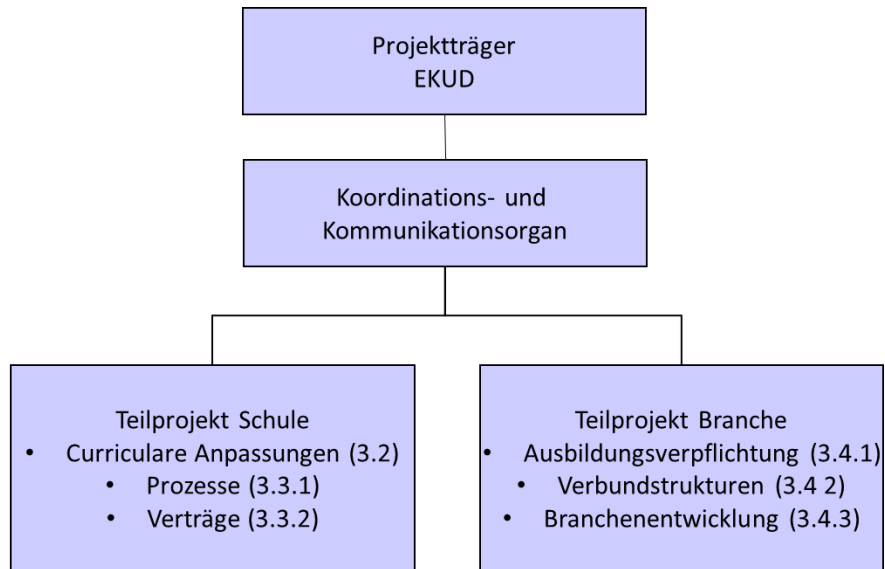 Projektträger
EKUD
Koordinations- und
Kommunikationsorgan
Teilprojekt Schule
• Curriculare Anpassungen (3.2)
• Prozesse (3.3.1)
• Verträge (3.3.2)
Teilprojekt Branche
• Ausbildungsverpflichtung (3.4.1)
• Verbundstrukturen (3.4 2)
• Branchenentwicklung (3.4.3)